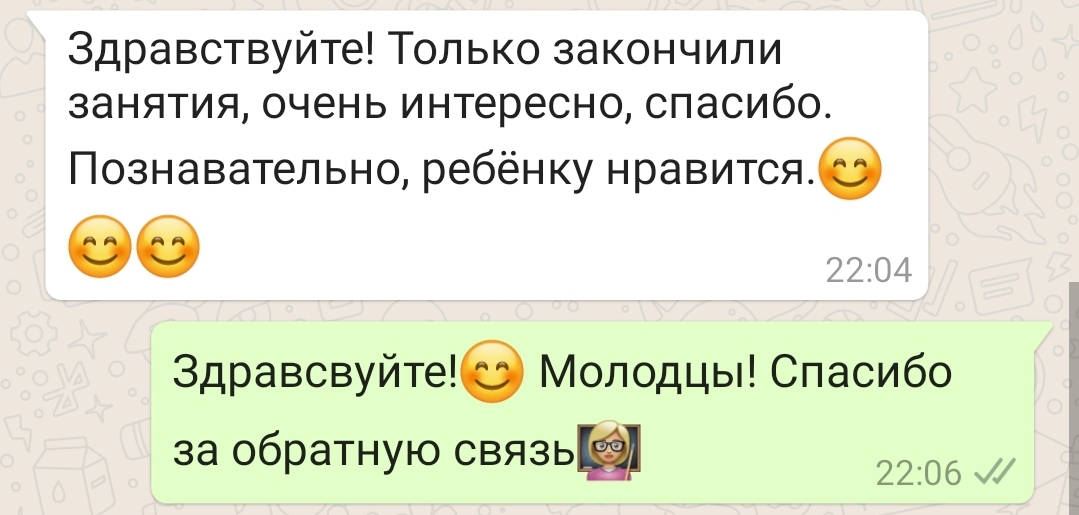 Здравствуйте! Только закончили
занятия, очень интересно, спасибо.
Познавательно, ребёнку нравится.😊
😊😊
22:04
Здравсвуйте!😊 Молодцы! Спасибо
за обратную связь👩🏼‍🏫
22:06